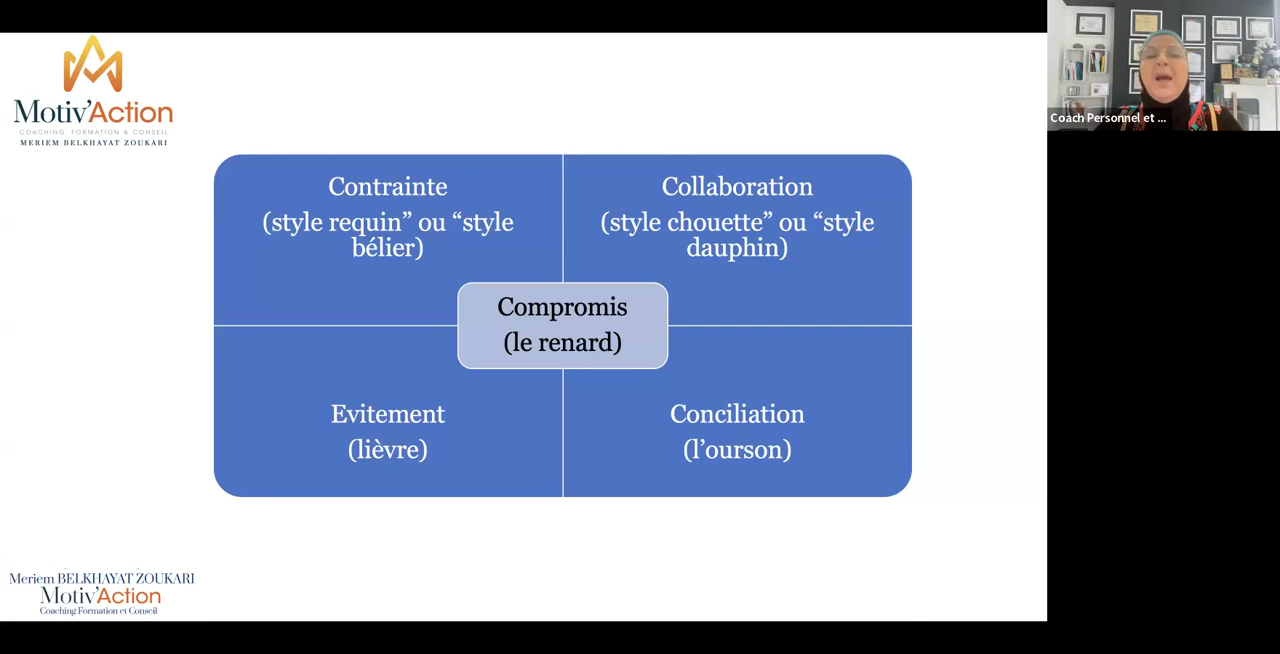 Motiv'Action
COACHING, FORMATION & CONSEIL
MERIEM BELKHAYAT ZOUKARI
Coach Personnel et ...
Contrainte
(style requin” ou “style
bélier)
Collaboration
(style chouette” ou “style
dauphin)
Compromis
(le renard)
Evitement
(lièvre)
Conciliation
(l’ourson)
Meriem BELKHAYAT ZOUKARI
Motiv'Action
Coaching Formation et Conseil